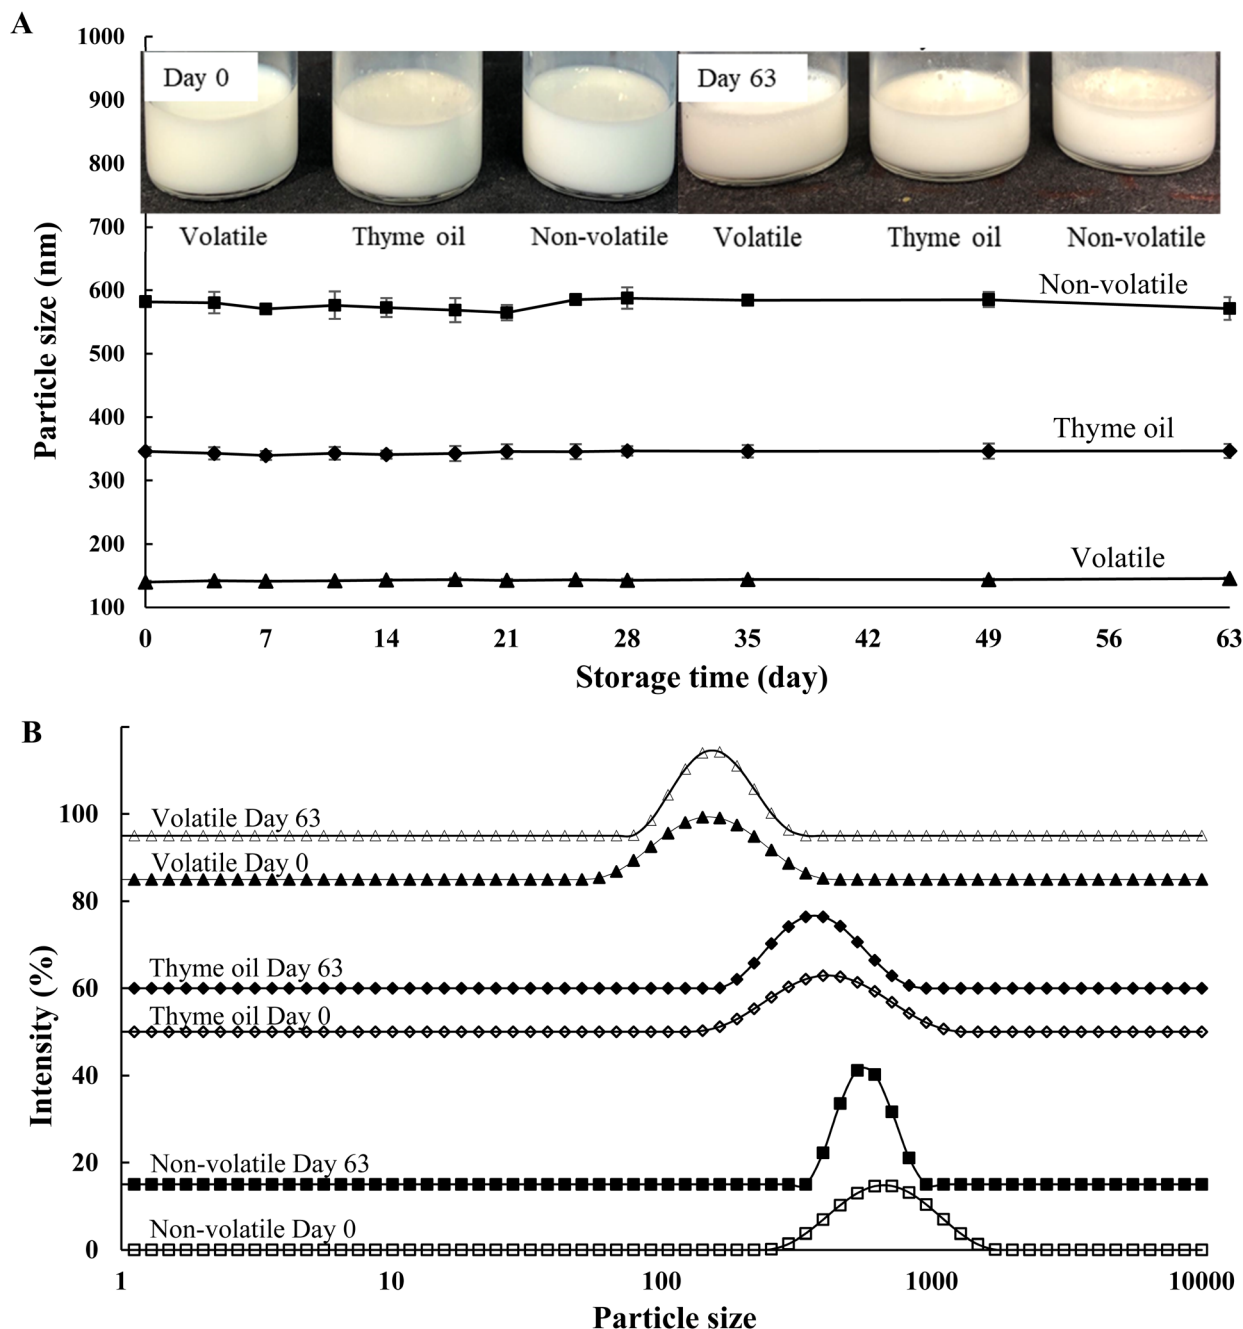 A
1000
900
800
700
600
500
400
300
200
100
Particle size (nm)
Day 0
Day 63
Volatile
Thyme oil
Non-volatile
Volatile
Thyme oil
Non-volatile
Non-volatile
Thyme oil
Volatile
0 7 14 21 28 35 42 49 56 63
Storage time (day)
B
100
80
60
40
20
0
Intensity (%)
Volatile Day 63
Volatile Day 0
Thyme oil Day 63
Thyme oil Day 0
Non-volatile Day 63
Non-volatile Day 0
1 10 100 1000 10000
Particle size